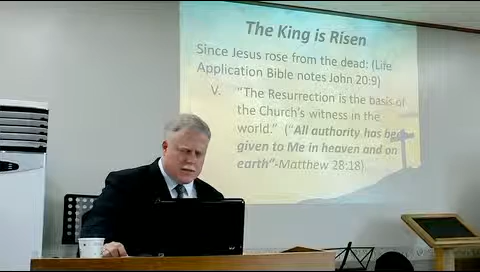 The King is Risen
Since Jesus rose from the dead: (Life
Application Bible notes John 20:9)
V. "The Resurrection is the basis of
the Church's witness in the
world." ("All authority has been
given to Me in heaven and on
earth"-Matthew 28:18)